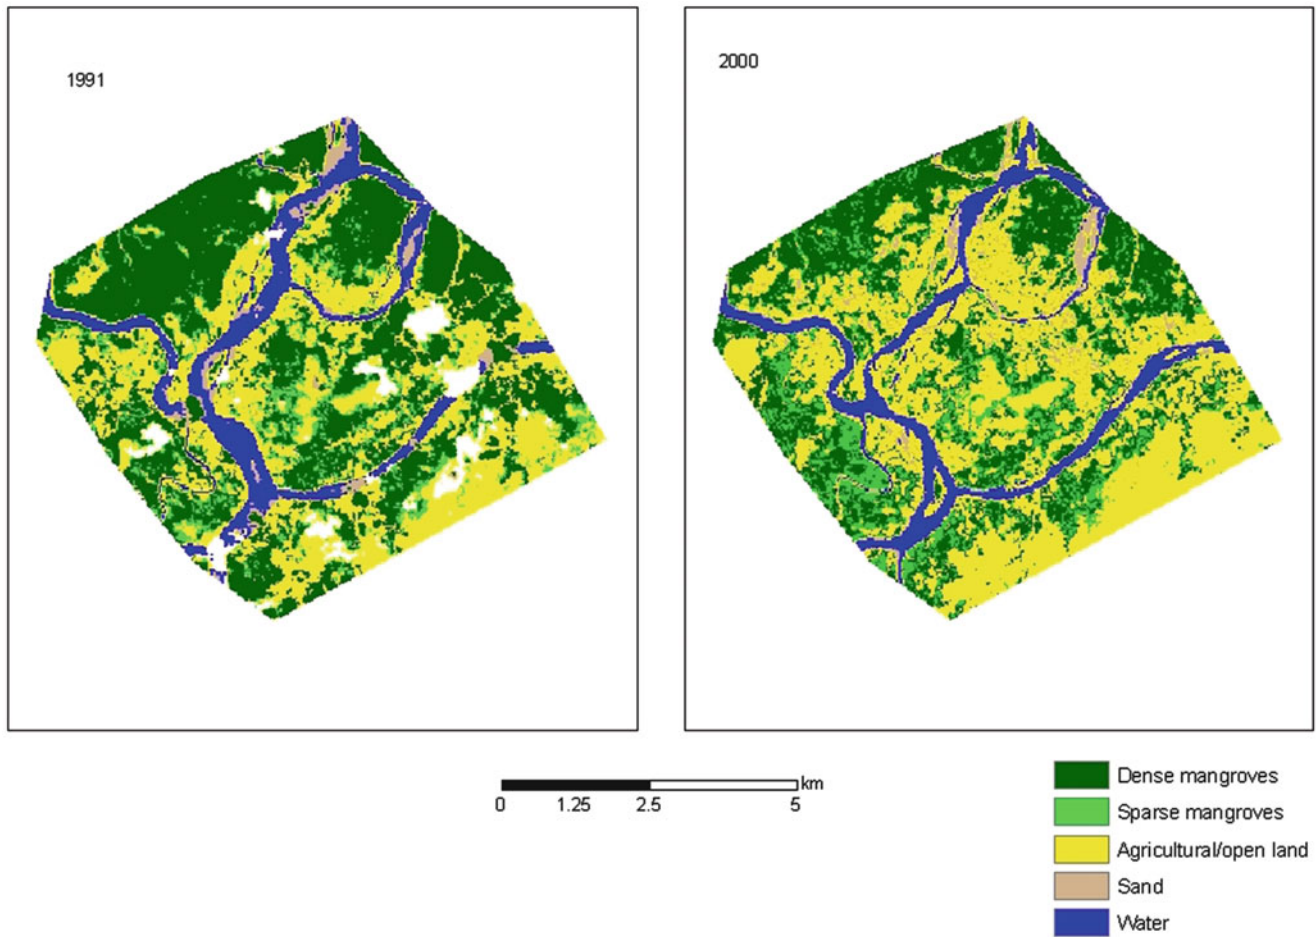 1991
2000
km
0 1.25 2.5 5
Dense mangroves
Sparse mangroves
Agricultural/open land
Sand
Water